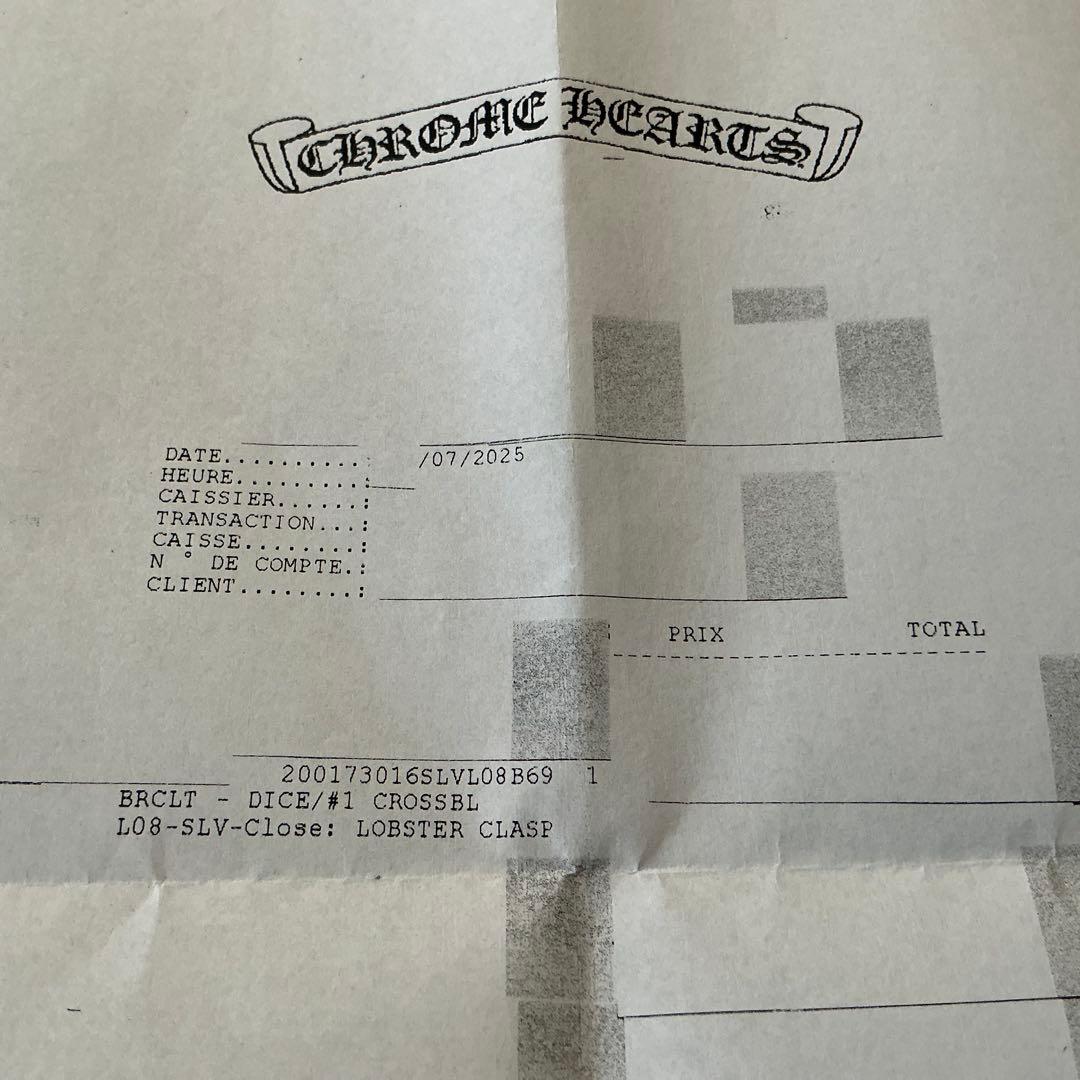 CHROME HEARTS
DATE..........: /07/2025
HEURE.........:
CAISSIER......:
TRANSACTION...:
CAISSE........:
N ° DE COMPTE.:
CLIENT........:
PRIX TOTAL
200173016SLVL08B69 1
BRCLT - DICE/#1 CROSSBL
L08-SLV-Close: LOBSTER CLASP